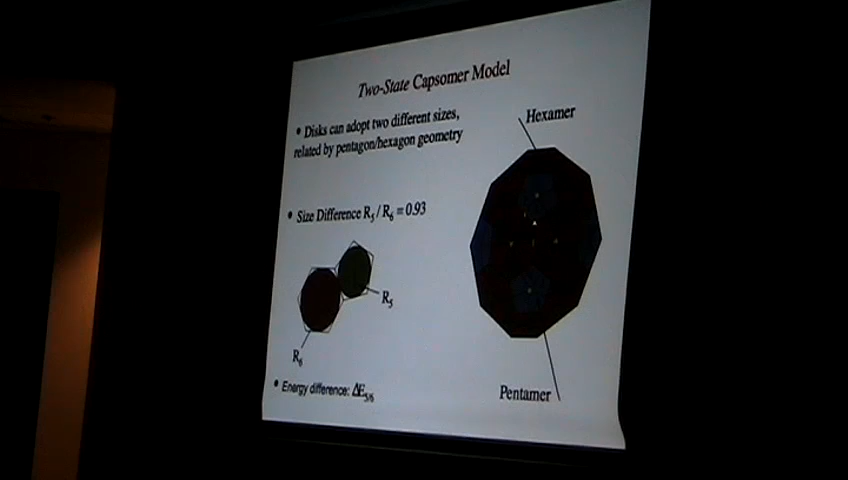 Two-State Capsomer Model
• Disks can adopt two different sizes,
related by pentagon/hexagon geometry
Hexamer
• Size Difference R5 / R6 = 0.93
R5
R6
• Energy difference: ΔE5/6
Pentamer